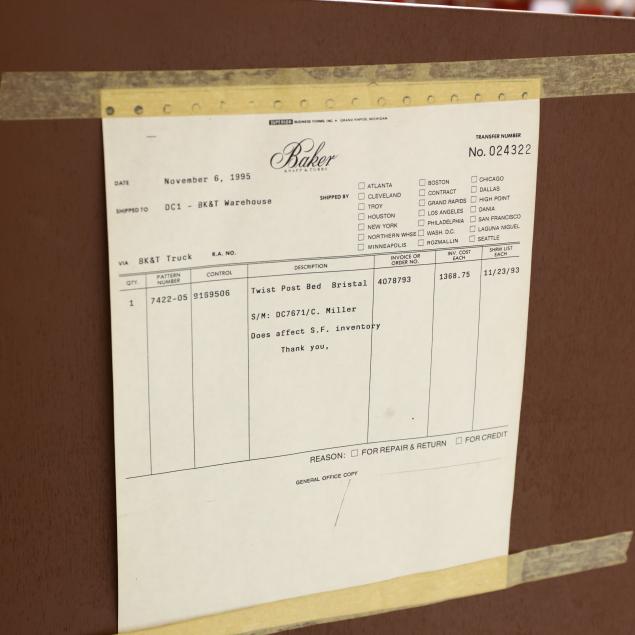 SUPERIOR BUSINESS FORMS, INC. • GRAND RAPIDS, MICHIGAN
TRANSFER NUMBER
No. 024322
Baker
KNAPP & TUBBS
DATE November 6, 1995
SHIPPED TO DC1 - BK&T Warehouse
SHIPPED BY
ATLANTA BOSTON CHICAGO
CLEVELAND CONTRACT DALLAS
TROY GRAND RAPIDS HIGH POINT
HOUSTON LOS ANGELES DANIA
NEW YORK PHILADELPHIA SAN FRANCISCO
NORTHERN WHSE WASH. D.C. LAGUNA NIGUEL
MINNEAPOLIS ROZMALLIN SEATTLE
VIA BK&T Truck R.A. NO.
QTY. PATTERN NUMBER CONTROL DESCRIPTION INVOICE OR ORDER NO. INV. COST EACH SHRM LIST EACH
1 7422-05 9169506 Twist Post Bed Bristal 4078793 1368.75 11/23/93
S/M: DC7671/C. Miller
Does affect S.F. inventory
Thank you,
REASON: FOR REPAIR & RETURN FOR CREDIT
GENERAL OFFICE COPY